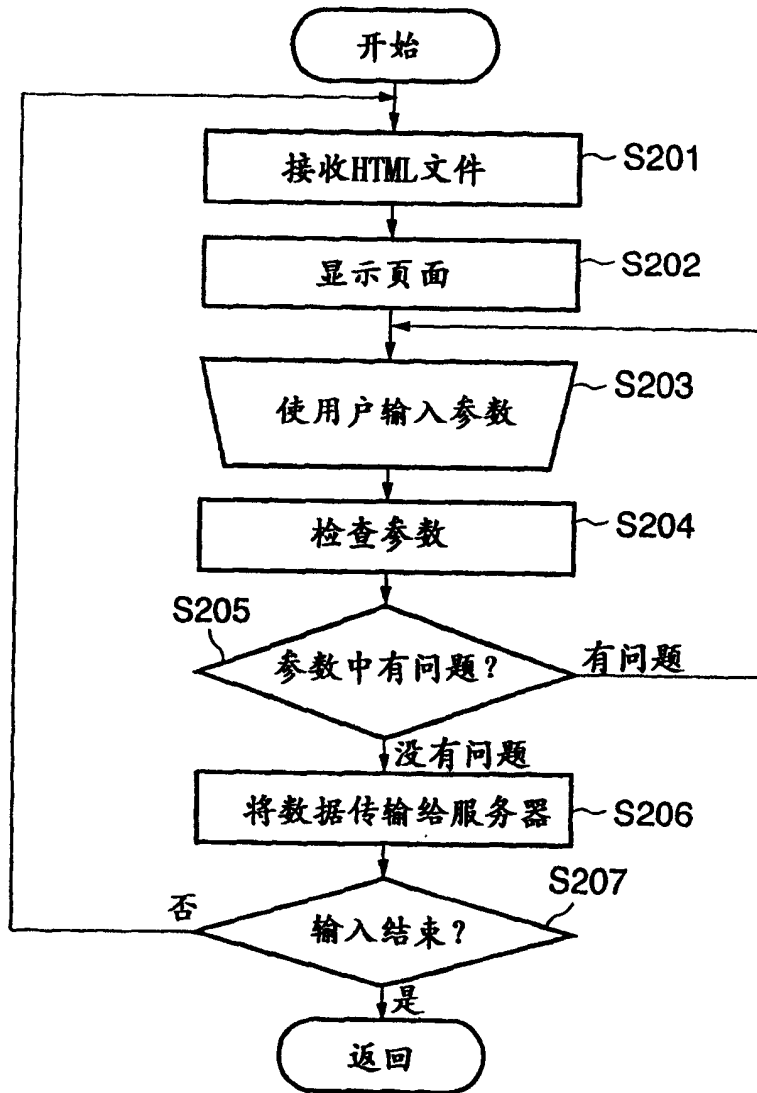 开始
接收HTML文件
S201
显示页面
S202
使用户输入参数
S203
检查参数
S204
S205
参数中有问题？
有问题
没有问题
将数据传输给服务器
S206
S207
否
输入结束？
是
返回